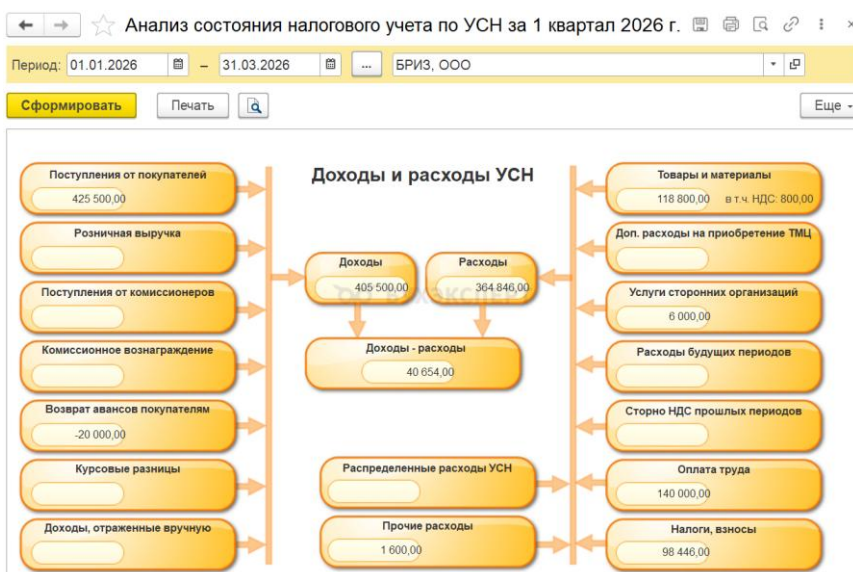 Анализ состояния налогового учета по УСН за 1 квартал 2026 г.
Период: 01.01.2026 – 31.03.2026 ... БРИЗ, ООО
Сформировать Печать Еще
Доходы и расходы УСН
Поступления от покупателей
425 500,00
Розничная выручка
Поступления от комиссионеров
Комиссионное вознаграждение
Возврат авансов покупателям
-20 000,00
Курсовые разницы
Доходы, отраженные вручную
Доходы
405 500,00
Расходы
364 846,00
Доходы - расходы
40 654,00
Распределенные расходы УСН
Прочие расходы
1 600,00
Товары и материалы
118 800,00 в т.ч. НДС: 800,00
Доп. расходы на приобретение ТМЦ
Услуги сторонних организаций
6 000,00
Расходы будущих периодов
Сторно НДС прошлых периодов
Оплата труда
140 000,00
Налоги, взносы
98 446,00